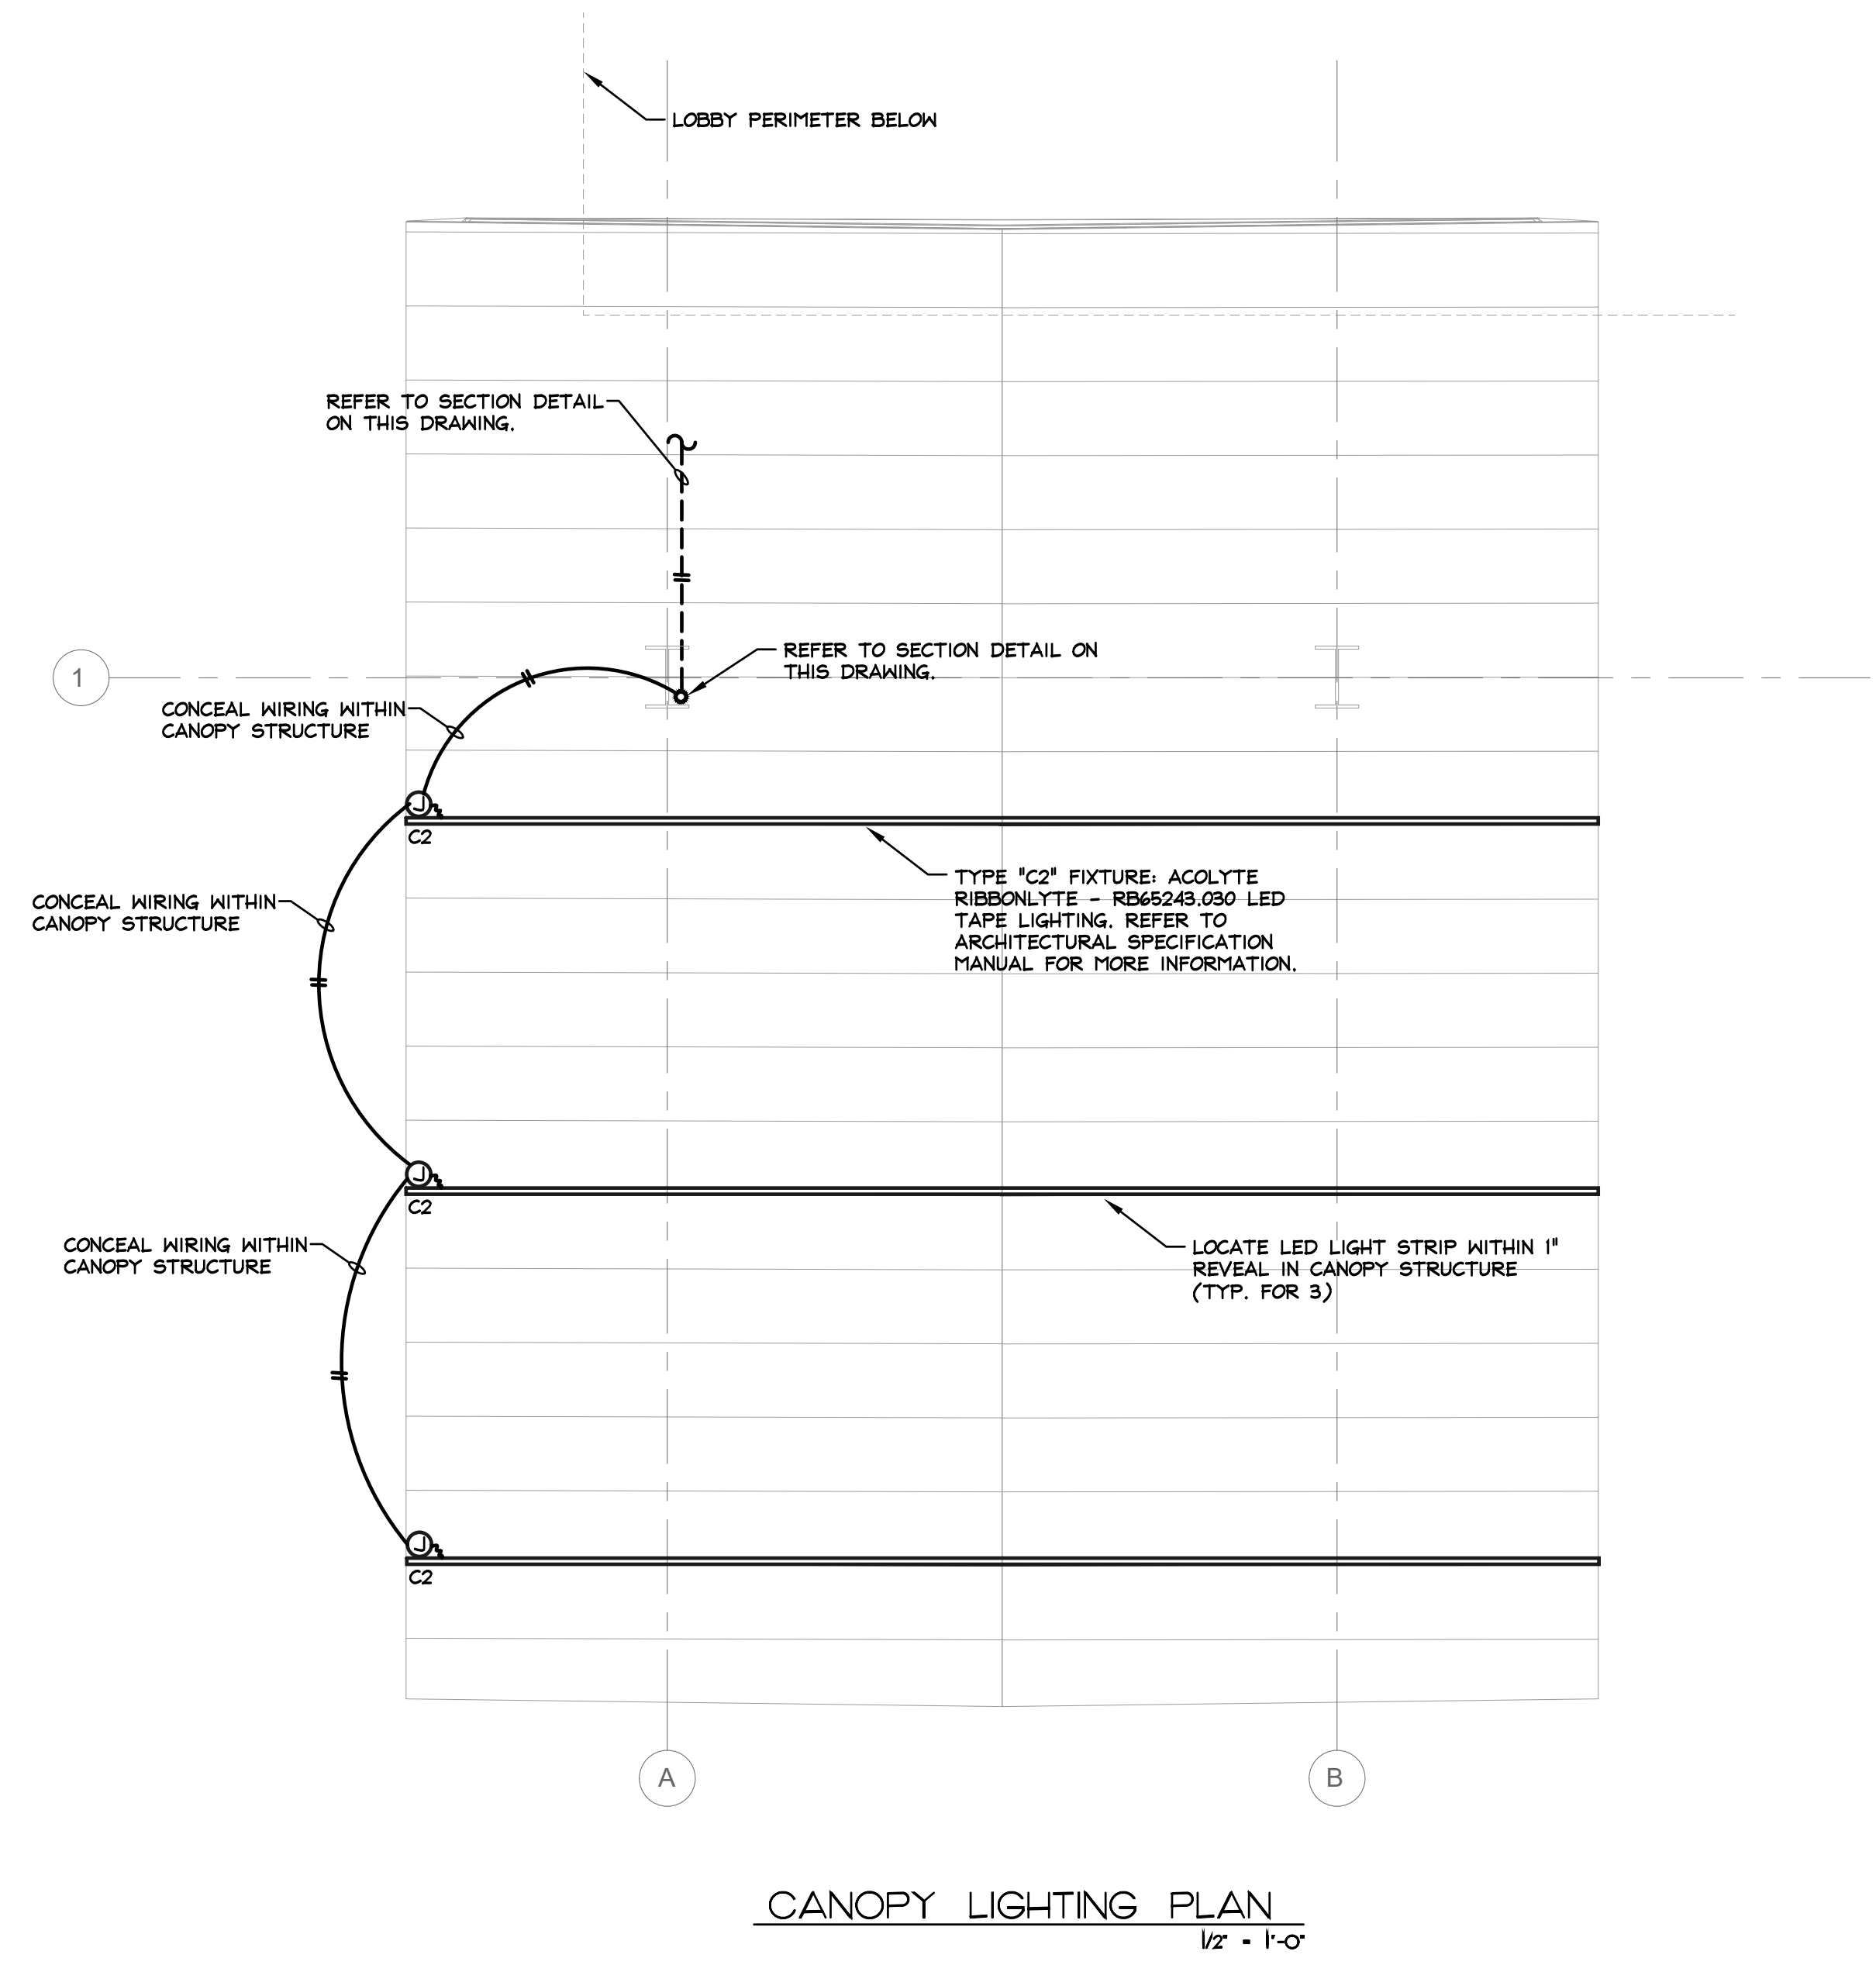 LOBBY PERIMETER BELOW
REFER TO SECTION DETAIL
ON THIS DRAWING.
REFER TO SECTION DETAIL ON
THIS DRAWING.
1
CONCEAL WIRING WITHIN
CANOPY STRUCTURE
J
C2
TYPE "C2" FIXTURE: ACOLYTE
RIBBONLYTE - RB65243.030 LED
TAPE LIGHTING. REFER TO
ARCHITECTURAL SPECIFICATION
MANUAL FOR MORE INFORMATION.
CONCEAL WIRING WITHIN
CANOPY STRUCTURE
J
C2
LOCATE LED LIGHT STRIP WITHIN 1"
REVEAL IN CANOPY STRUCTURE
(TYP. FOR 3)
CONCEAL WIRING WITHIN
CANOPY STRUCTURE
J
C2
A
B
CANOPY LIGHTING PLAN
1/2" = 1'-0"